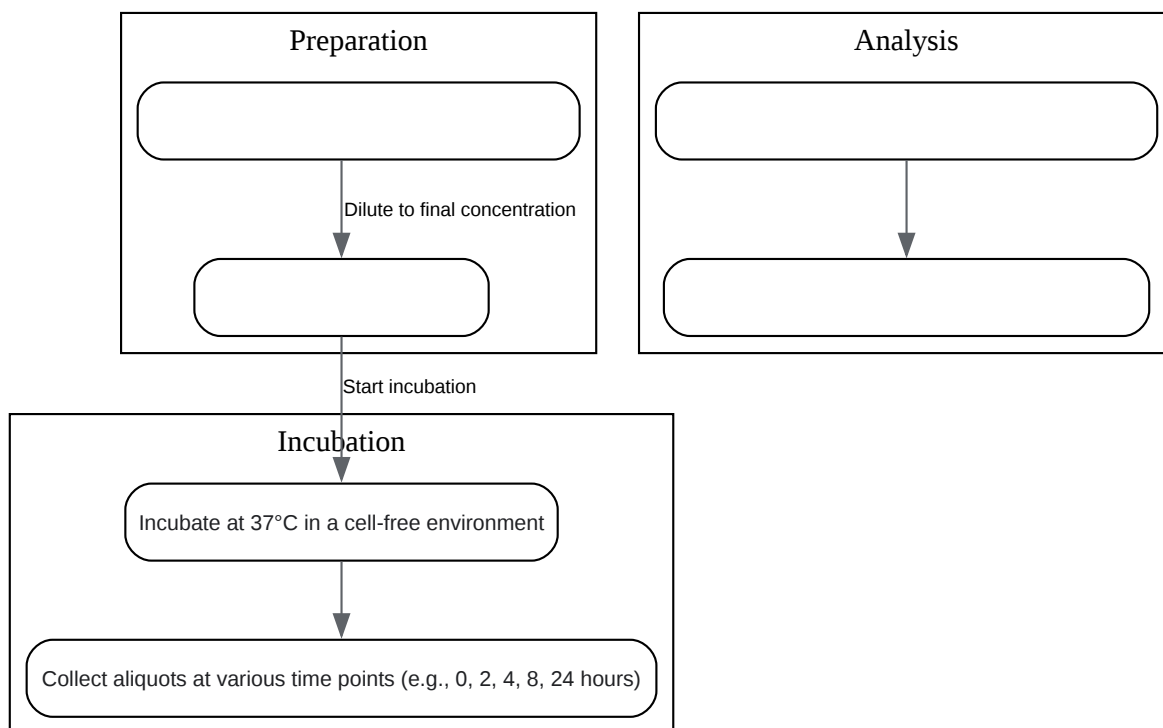 Preparation
Analysis
Dilute to final concentration
Start incubation
Incubation
Incubate at 37°C in a cell-free environment
Collect aliquots at various time points (e.g., 0, 2, 4, 8, 24 hours)